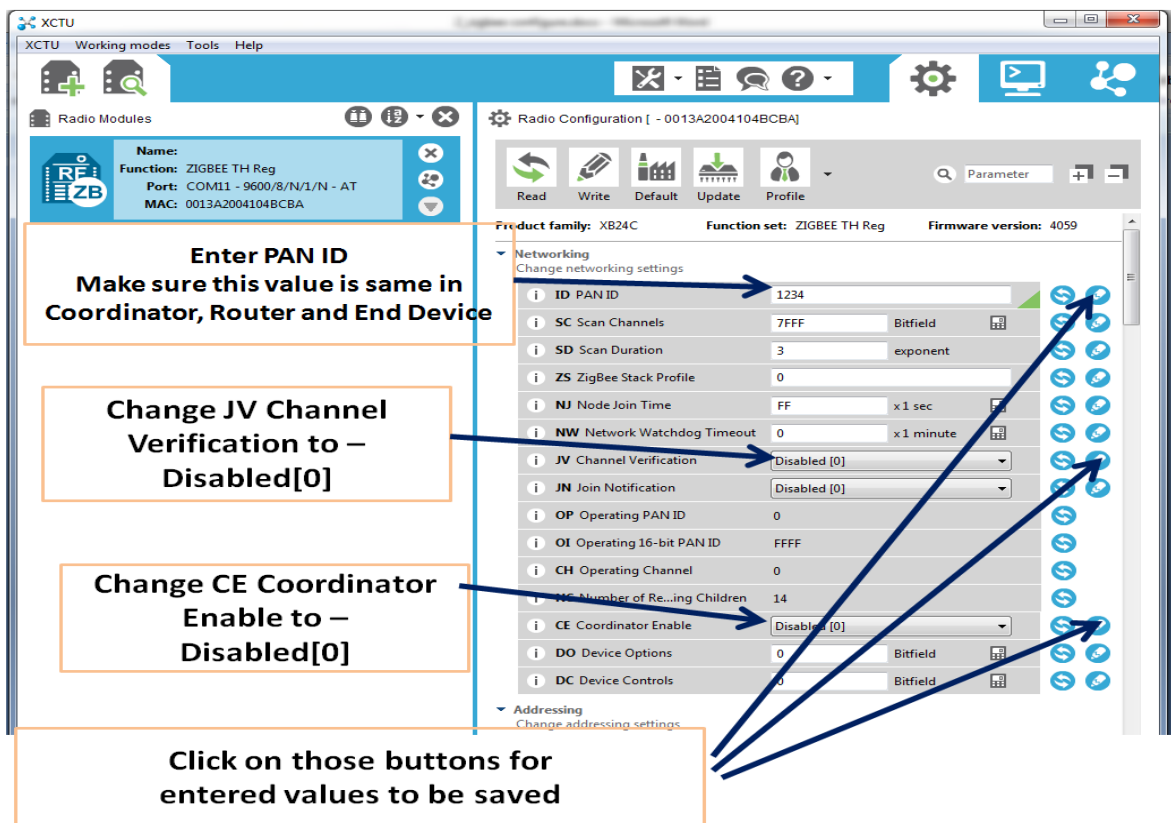 XCTU
XCTU Working modes Tools Help
Radio Modules
Name:
Function: ZIGBEE TH Reg
Port: COM11 - 9600/8/N/1/N - AT
MAC: 0013A2004104BCBA
RF
ZB
Radio Configuration [ - 0013A2004104BCBA]
Read Write Default Update Profile
Parameter
Product family: XB24C Function set: ZIGBEE TH Reg Firmware version: 4059
Networking
Change networking settings
i ID PAN ID 1234
i SC Scan Channels 7FFF Bitfield
i SD Scan Duration 3 exponent
i ZS ZigBee Stack Profile 0
i NJ Node Join Time FF x 1 sec
i NW Network Watchdog Timeout 0 x 1 minute
i JV Channel Verification Disabled [0]
i JN Join Notification Disabled [0]
i OP Operating PAN ID 0
i OI Operating 16-bit PAN ID FFFF
i CH Operating Channel 0
i Number of Re...ing Children 14
i CE Coordinator Enable Disabled [0]
i DO Device Options 0 Bitfield
i DC Device Controls 0 Bitfield
Addressing
Change addressing settings
Enter PAN ID
Make sure this value is same in
Coordinator, Router and End Device
Change JV Channel
Verification to –
Disabled[0]
Change CE Coordinator
Enable to –
Disabled[0]
Click on those buttons for
entered values to be saved